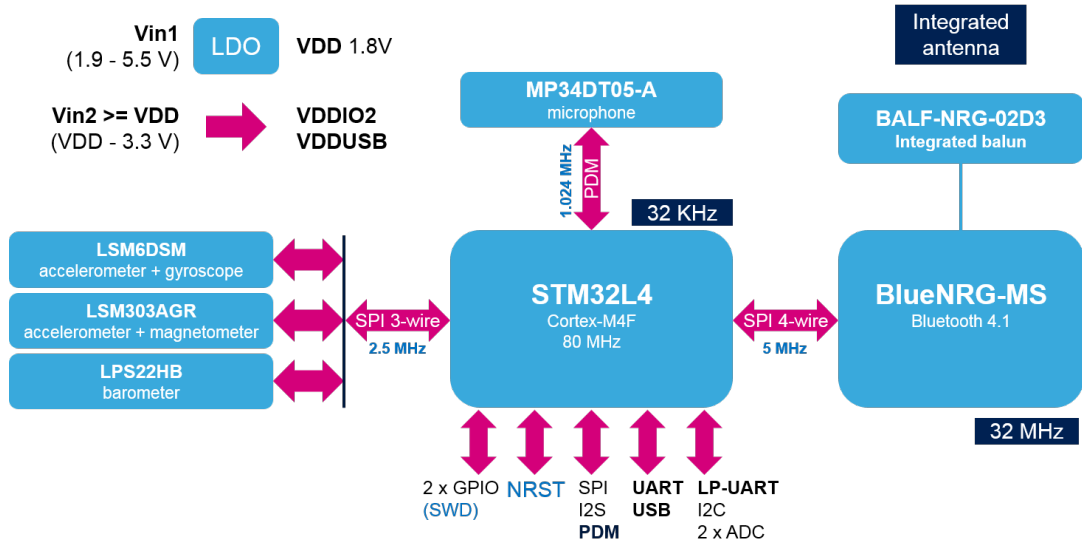 Vin1
(1.9 - 5.5 V)
LDO
VDD 1.8V
Vin2 >= VDD
(VDD - 3.3 V)
VDDIO2
VDDUSB
Integrated
antenna
MP34DT05-A
microphone
BALF-NRG-02D3
Integrated balun
1.024 MHz
PDM
32 KHz
LSM6DSM
accelerometer + gyroscope
LSM303AGR
accelerometer + magnetometer
LPS22HB
barometer
SPI 3-wire
2.5 MHz
STM32L4
Cortex-M4F
80 MHz
SPI 4-wire
5 MHz
BlueNRG-MS
Bluetooth 4.1
32 MHz
2 x GPIO
(SWD)
NRST
SPI
I2S
PDM
UART
USB
LP-UART
I2C
2 x ADC